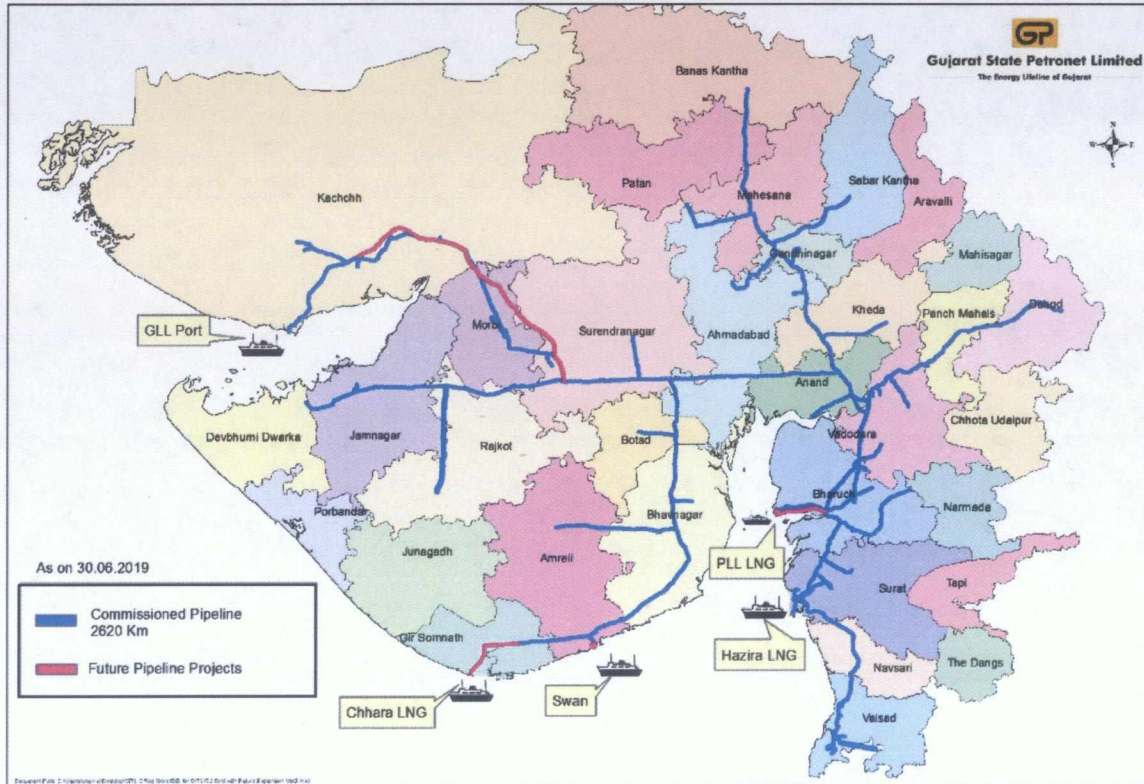 GP
Gujarat State Petronet Limited
The Energy Lifeline of Gujarat
N
W E
S
Banas Kantha
Patan
Mahesana
Sabar Kantha
Aravalli
Kachchh
Gandhinagar
Mahisagar
GLL Port
Morbi
Surendranagar
Ahmadabad
Kheda
Panch Mahals
Dahod
Anand
Devbhumi Dwarka
Jamnagar
Rajkot
Botad
Vadodara
Chhota Udaipur
Porbandar
Bharuch
Narmada
Junagadh
Amreli
Bhavnagar
PLL LNG
Surat
Tapi
As on 30.06.2019
Commissioned Pipeline
2620 Km
Future Pipeline Projects
Gir Somnath
Hazira LNG
Navsari
The Dangs
Chhara LNG
Swan
Valsad